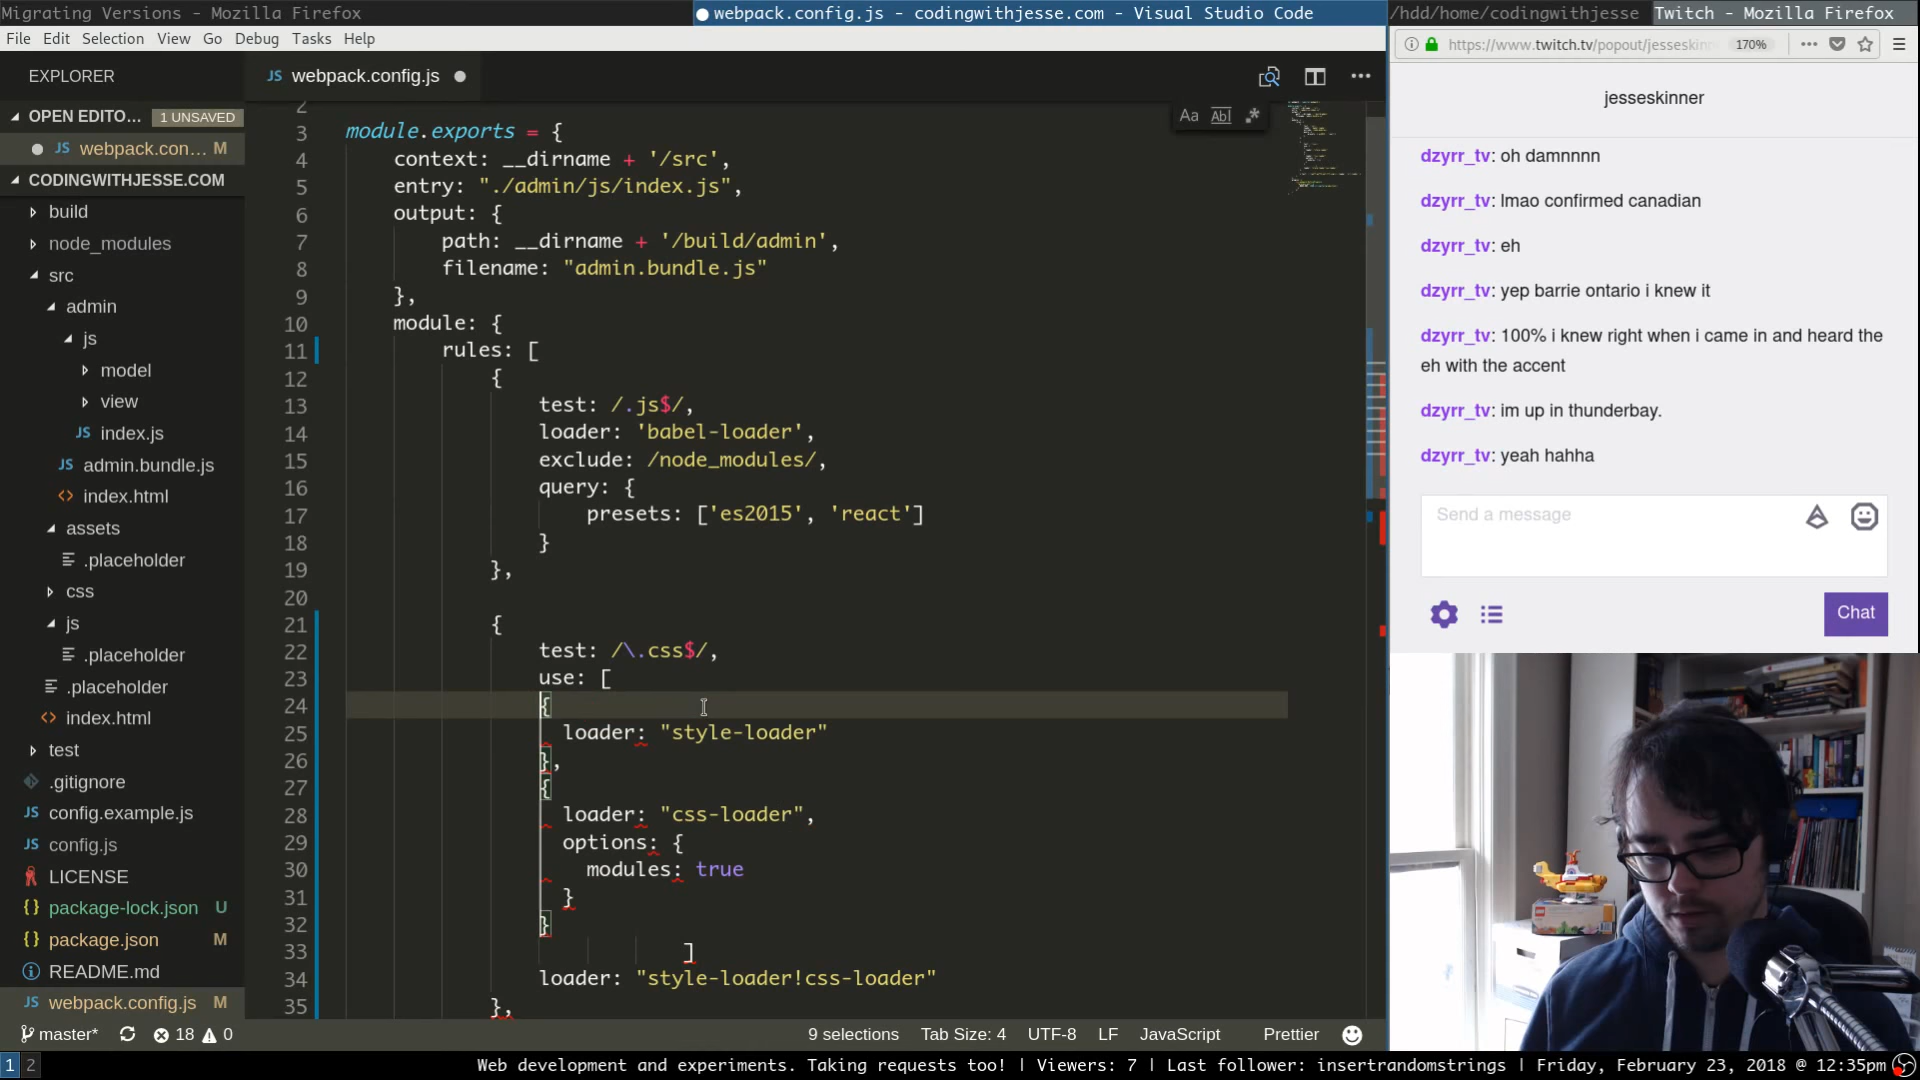 Migrating Versions - Mozilla Firefox
webpack.config.js - codingwithjesse.com - Visual Studio Code
/hdd/home/codingwithjesse
Twitch - Mozilla Firefox
File Edit Selection View Go Debug Tasks Help
https://www.twitch.tv/popout/jesseskinn
170%
EXPLORER
JS webpack.config.js
OPEN EDITO... 1 UNSAVED
JS webpack.con... M
CODINGWITHJESSE.COM
build
node_modules
src
admin
js
model
view
JS index.js
JS admin.bundle.js
<> index.html
assets
.placeholder
css
js
.placeholder
.placeholder
<> index.html
test
.gitignore
JS config.example.js
JS config.js
LICENSE
{} package-lock.json U
{} package.json M
README.md
JS webpack.config.js M
Aa Abl .*
2
3 module.exports = {
4 context: __dirname + '/src',
5 entry: "./admin/js/index.js",
6 output: {
7 path: __dirname + '/build/admin',
8 filename: "admin.bundle.js"
9 },
10 module: {
11 rules: [
12 {
13 test: /.js$/,
14 loader: 'babel-loader',
15 exclude: /node_modules/,
16 query: {
17 presets: ['es2015', 'react']
18 }
19 },
20
21 {
22 test: /\.css$/,
23 use: [
24 {
25 loader: "style-loader"
26 },
27 {
28 loader: "css-loader",
29 options: {
30 modules: true
31 }
32 }
33 ]
34 loader: "style-loader!css-loader"
35 },
jesseskinner
dzyrr_tv: oh damnnnn
dzyrr_tv: lmao confirmed canadian
dzyrr_tv: eh
dzyrr_tv: yep barrie ontario i knew it
dzyrr_tv: 100% i knew right when i came in and heard the
eh with the accent
dzyrr_tv: im up in thunderbay.
dzyrr_tv: yeah hahha
Send a message
Chat
master* 18 0
9 selections Tab Size: 4 UTF-8 LF JavaScript Prettier
1 2
Web development and experiments. Taking requests too! | Viewers: 7 | Last follower: insertrandomstrings | Friday, February 23, 2018 @ 12:35pm